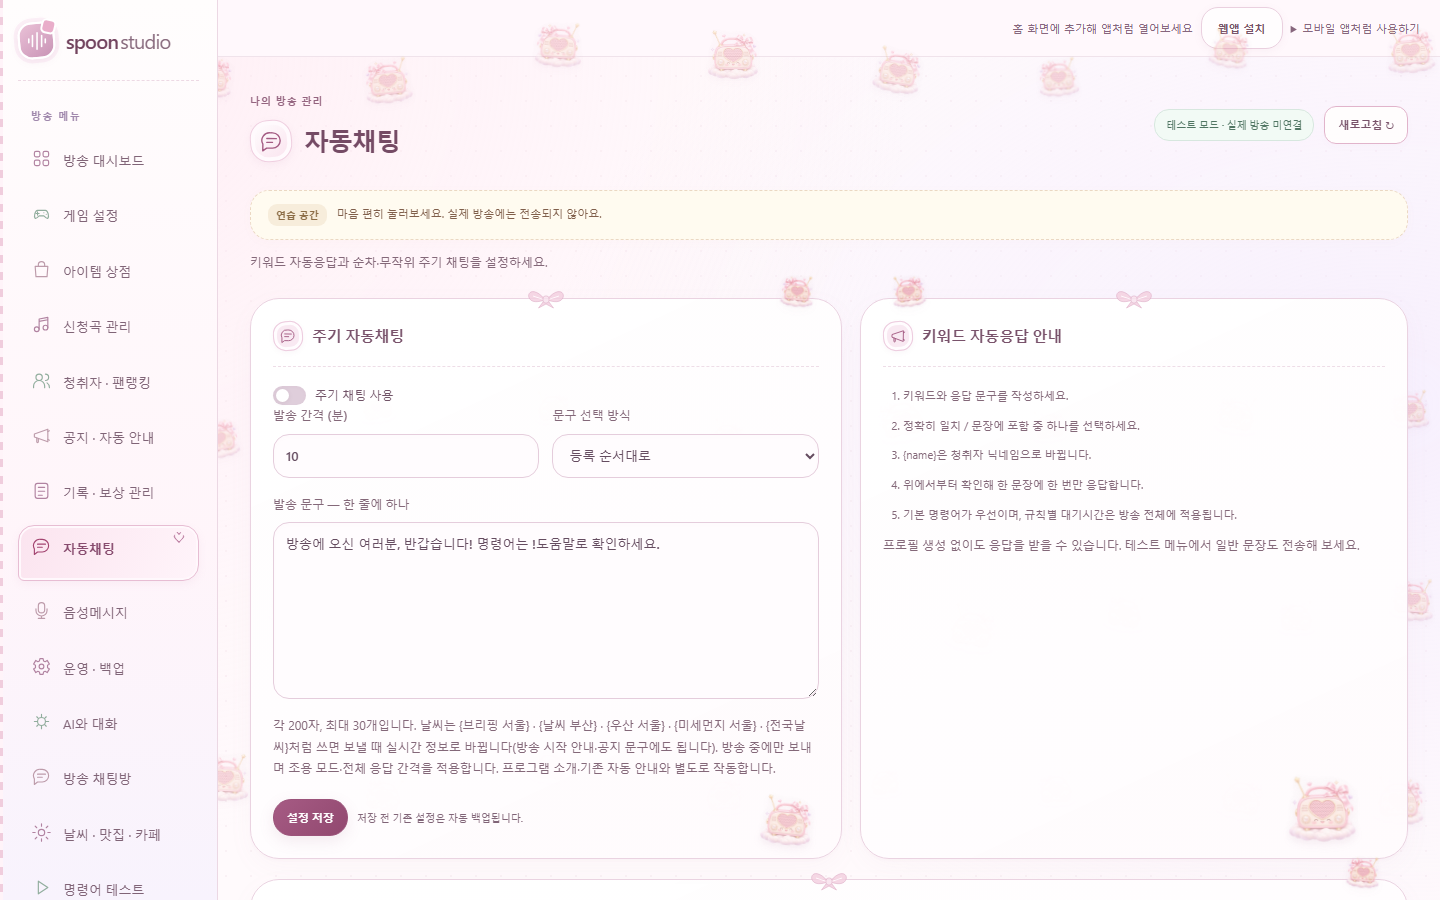 spoon studio
방송 메뉴
방송 대시보드
게임 설정
아이템 상점
신청곡 관리
청취자 · 팬랭킹
공지 · 자동 안내
기록 · 보상 관리
자동채팅
음성메시지
운영 · 백업
AI와 대화
방송 채팅방
날씨 · 맛집 · 카페
명령어 테스트
홈 화면에 추가해 앱처럼 열어보세요
웹앱 설치
▶ 모바일 앱처럼 사용하기
나의 방송 관리
자동채팅
테스트 모드 · 실제 방송 미연결
새로고침 ↻
연습 공간
마음 편히 눌러보세요. 실제 방송에는 전송되지 않아요.
키워드 자동응답과 순차·무작위 주기 채팅을 설정하세요.
주기 자동채팅
주기 채팅 사용
발송 간격 (분)
문구 선택 방식
10
등록 순서대로
발송 문구 — 한 줄에 하나
방송에 오신 여러분, 반갑습니다! 명령어는 !도움말로 확인하세요.
각 200자, 최대 30개입니다. 날씨는 {브리핑 서울} · {날씨 부산} · {우산 서울} · {미세먼지 서울} · {전국날
씨}처럼 쓰면 보낼 때 실시간 정보로 바뀝니다(방송 시작 안내·공지 문구에도 됩니다). 방송 중에만 보내
며 조용 모드·전체 응답 간격을 적용합니다. 프로그램 소개·기존 자동 안내와 별도로 작동합니다.
설정 저장
저장 전 기존 설정은 자동 백업됩니다.
키워드 자동응답 안내
1. 키워드와 응답 문구를 작성하세요.
2. 정확히 일치 / 문장에 포함 중 하나를 선택하세요.
3. {name}은 청취자 닉네임으로 바뀝니다.
4. 위에서부터 확인해 한 문장에 한 번만 응답합니다.
5. 기본 명령어가 우선이며, 규칙별 대기시간은 방송 전체에 적용됩니다.
프로필 생성 없이도 응답을 받을 수 있습니다. 테스트 메뉴에서 일반 문장도 전송해 보세요.